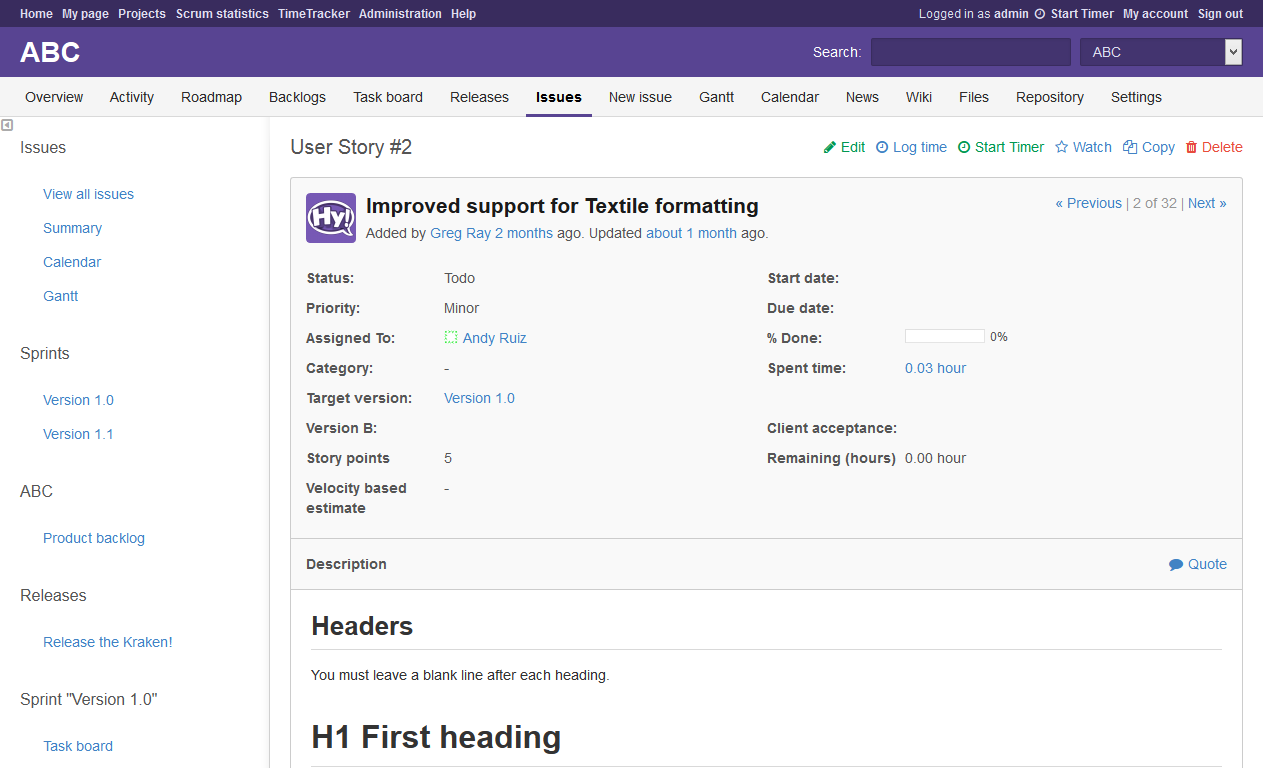 Home My page Projects Scrum statistics TimeTracker Administration Help Logged in as admin Start Timer My account Sign out
ABC Search: ABC
Overview Activity Roadmap Backlogs Task board Releases Issues New issue Gantt Calendar News Wiki Files Repository Settings
Issues
View all issues
Summary
Calendar
Gantt
Sprints
Version 1.0
Version 1.1
ABC
Product backlog
Releases
Release the Kraken!
Sprint "Version 1.0"
Task board
User Story #2 Edit Log time Start Timer Watch Copy Delete
Hy!
Improved support for Textile formatting « Previous | 2 of 32 | Next »
Added by Greg Ray 2 months ago. Updated about 1 month ago.
Status: Todo Start date:
Priority: Minor Due date:
Assigned To: Andy Ruiz % Done: 0%
Category: - Spent time: 0.03 hour
Target version: Version 1.0
Version B: Client acceptance:
Story points 5 Remaining (hours) 0.00 hour
Velocity based -
estimate
Description Quote
Headers
You must leave a blank line after each heading.
H1 First heading